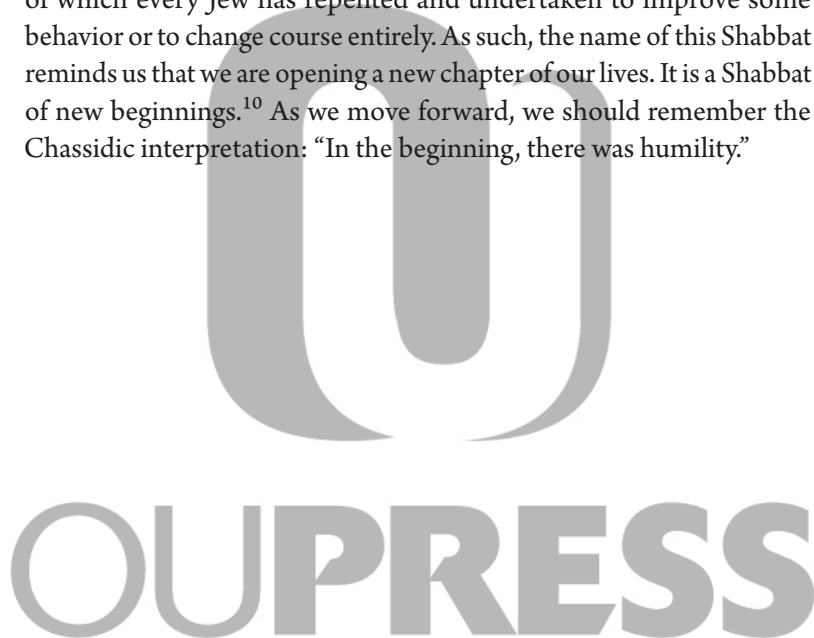 of which every Jew has repented and undertaken to improve some
behavior or to change course entirely. As such, the name of this Shabbat
reminds us that we are opening a new chapter of our lives. It is a Shabbat
of new beginnings.¹⁰ As we move forward, we should remember the
Chassidic interpretation: “In the beginning, there was humility.”
OUPRESS